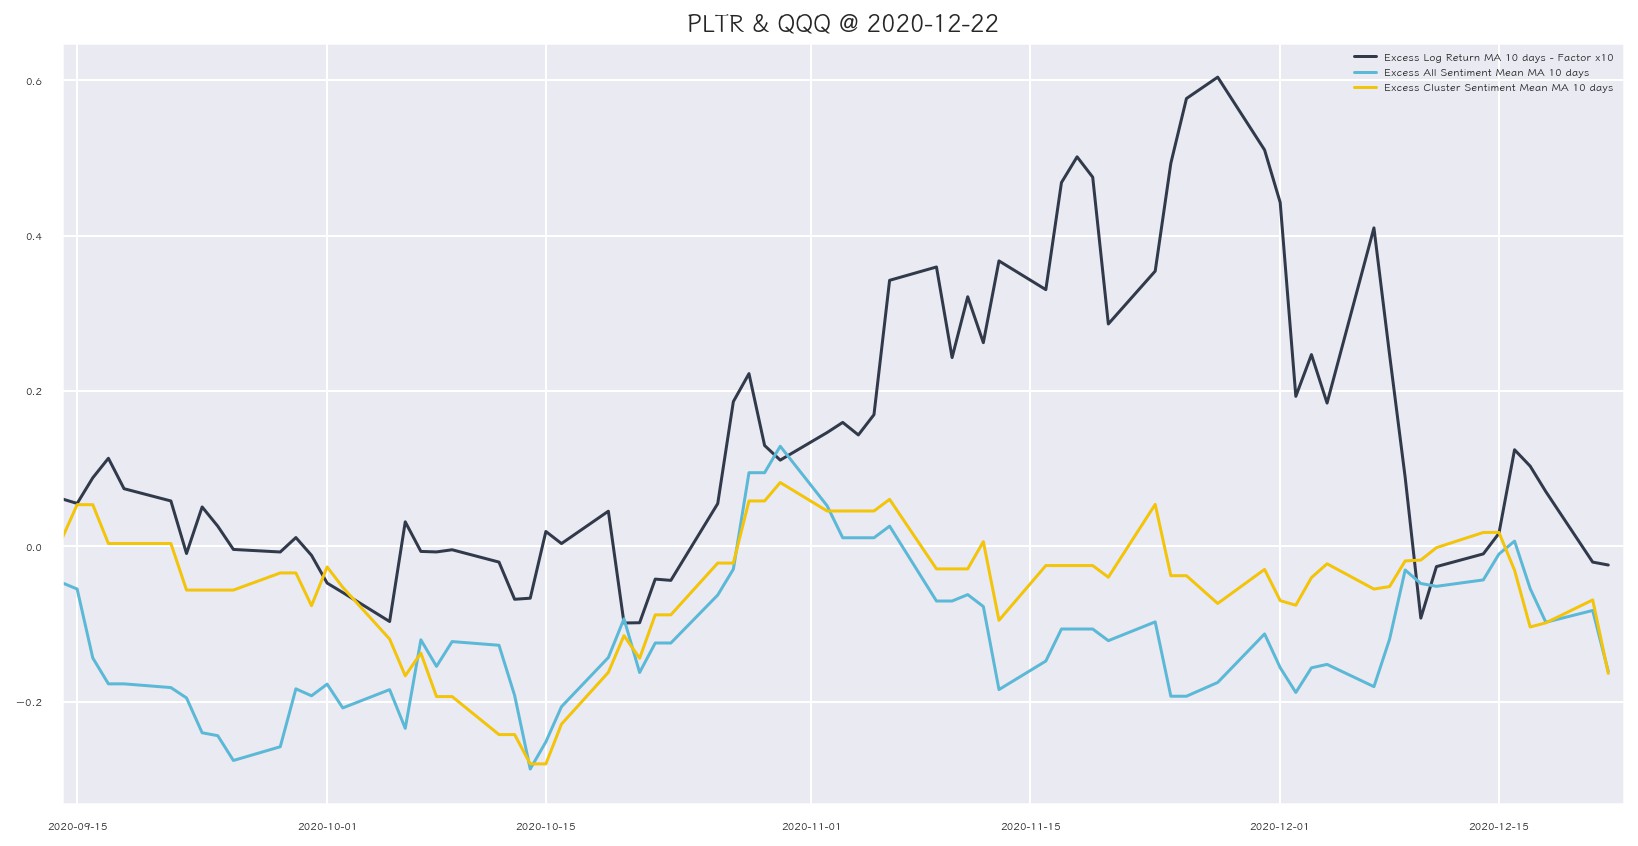 PLTR & QQQ @ 2020-12-22
Excess Log Return MA 10 days - Factor x10
Excess All Sentiment Mean MA 10 days
Excess Cluster Sentiment Mean MA 10 days
0.6
0.4
0.2
0.0
−0.2
2020-09-15 2020-10-01 2020-10-15 2020-11-01 2020-11-15 2020-12-01 2020-12-15